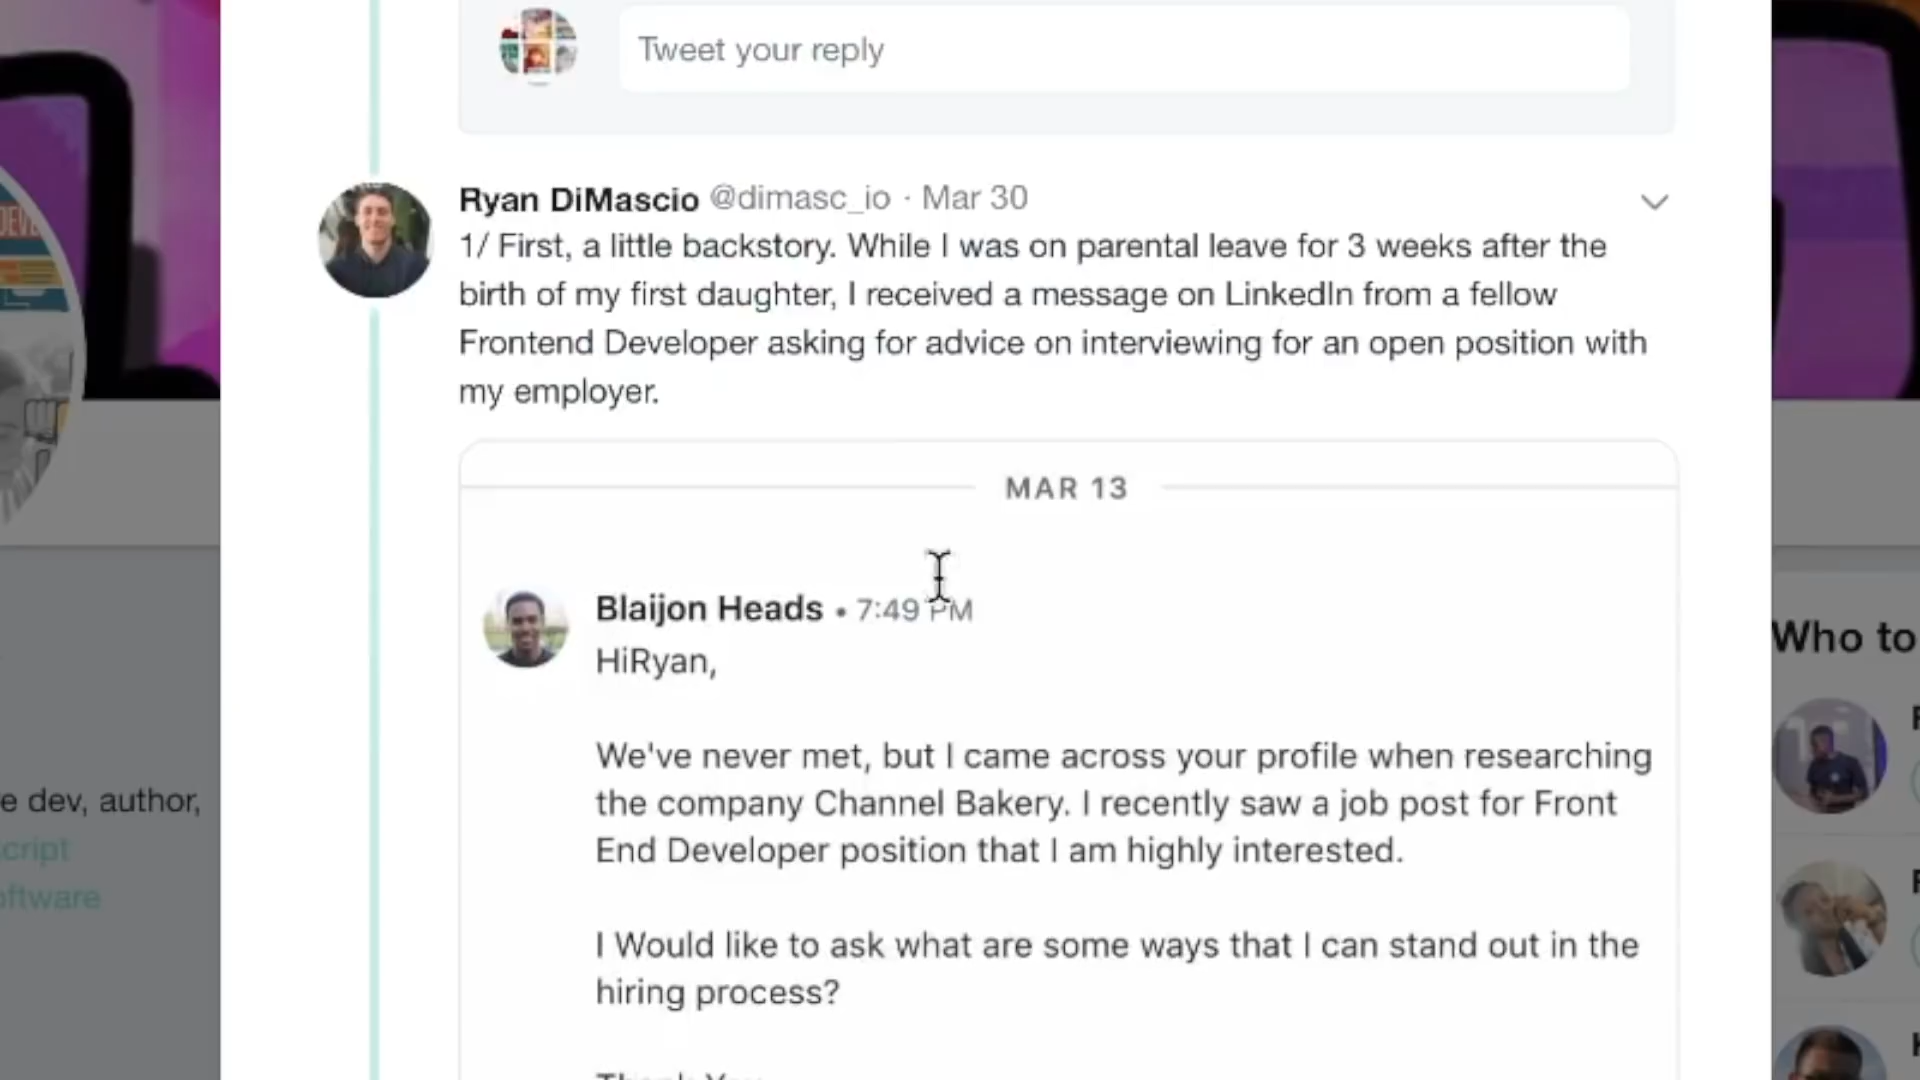 Tweet your reply
Ryan DiMascio @dimasc_io · Mar 30
1/ First, a little backstory. While I was on parental leave for 3 weeks after the
birth of my first daughter, I received a message on LinkedIn from a fellow
Frontend Developer asking for advice on interviewing for an open position with
my employer.
MAR 13
Blaijon Heads • 7:49 PM
HiRyan,
We've never met, but I came across your profile when researching
the company Channel Bakery. I recently saw a job post for Front
End Developer position that I am highly interested.
I Would like to ask what are some ways that I can stand out in the
hiring process?
e dev, author,
cript
oftware
Who to